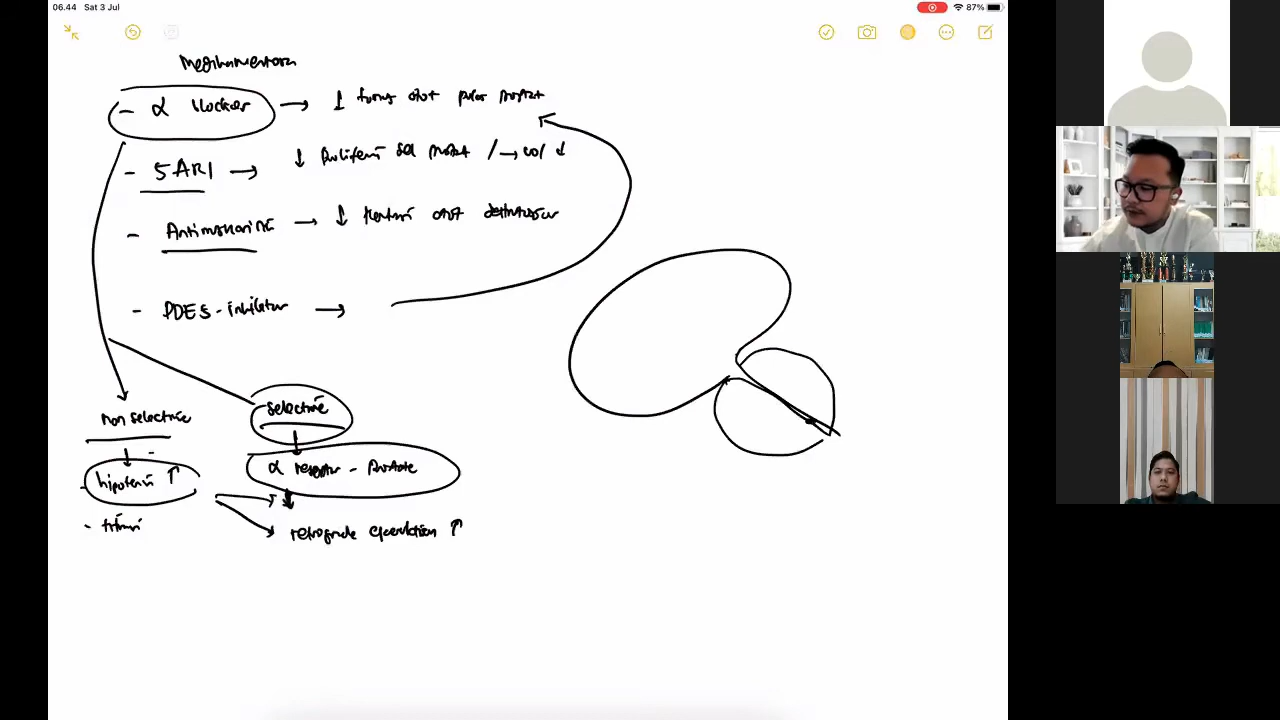 06.44 Sat 3 Jul
87%
Medikamentosa
- α blocker → ↓ tonus otot polos prostat
- 5ARI → ↓ proliferasi sel prostat / → vol ↓
- Antimuskarinik → ↓ kontraksi otot detrusor
- PDE5-inhibitor →
non selective
selective
hipotensi ↑
α reseptor - prostate
- titrasi
retrograde ejaculation ↑